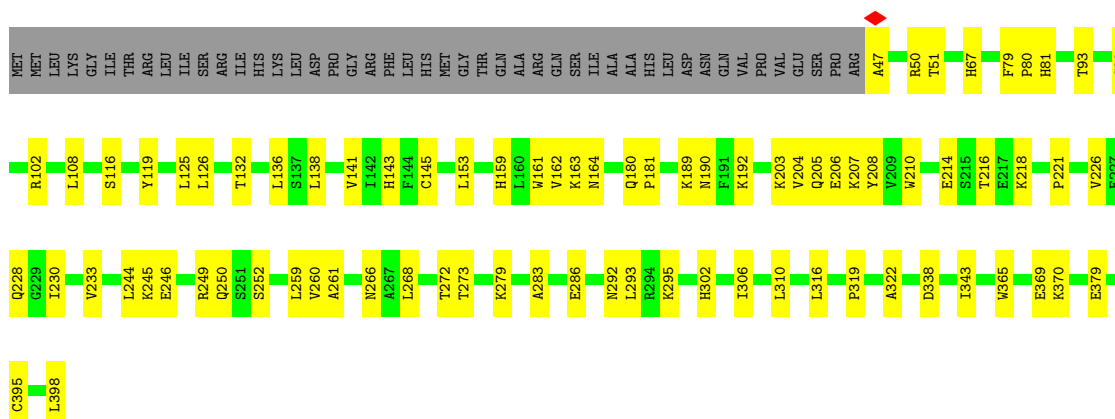 MET MET LEU LYS GLY ILE THR ARG LEU ILE SER ARG ILE HIS LYS LEU ASP PRO GLY ARG PHE LEU HIS MET GLY THR GLN ALA ARG GLN SER ILE ALA ALA HIS LEU ASP ASN GLN VAL PRO VAL GLU SER PRO ARG A47 R50 T51 H67 F79 P80 H81 T93
R102 L108 S116 Y119 L125 L126 T132 L136 S137 L138 V141 I142 H143 F144 C145 L153 H159 L160 W161 V162 K163 N164 Q180 P181 K189 N190 F191 K192 K203 V204 Q205 E206 K207 Y208 V209 W210 E214 S215 T216 E217 K218 P221 V226
Q228 G229 I230 V233 L244 K245 E246 R249 Q250 S251 S252 L259 V260 A261 N266 A267 L268 T272 T273 K279 A283 E286 N292 L293 R294 K295 H302 I306 L310 L316 P319 A322 D338 I343 W365 E369 K370 E379
C395 L398